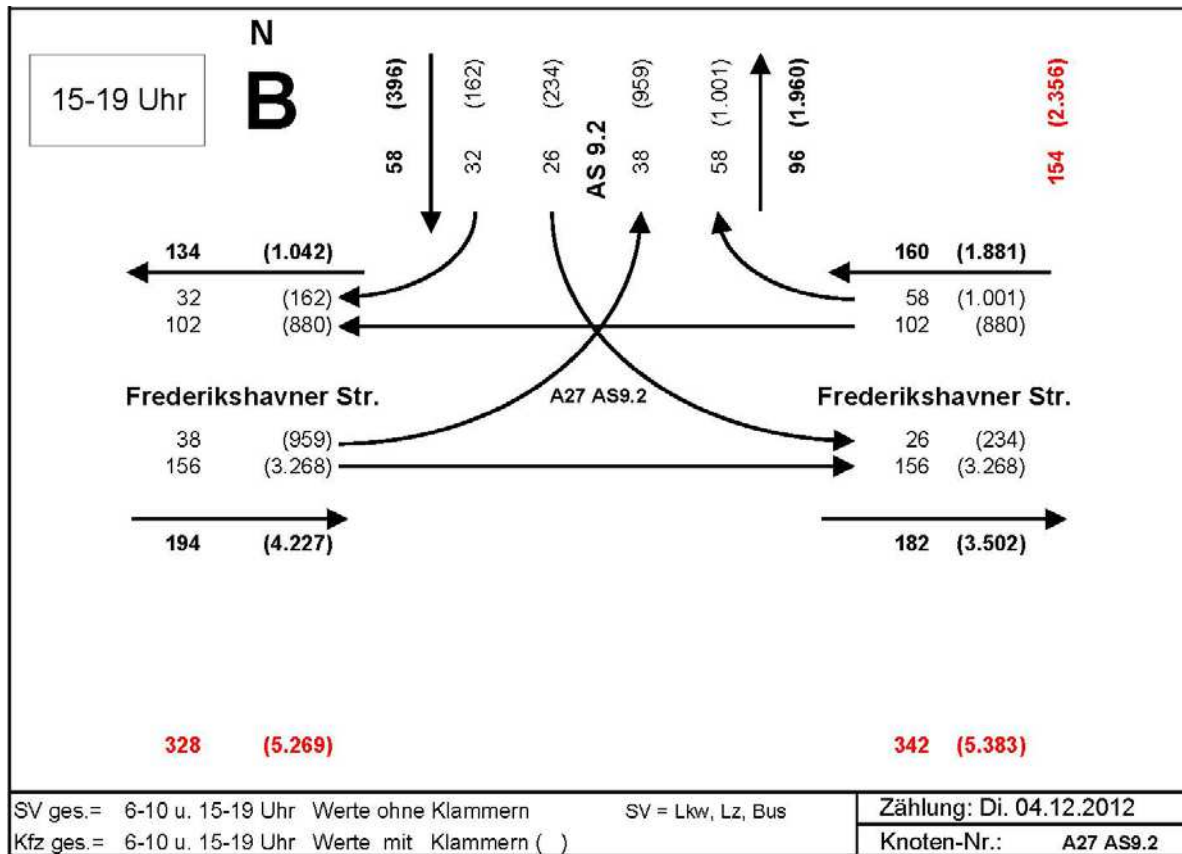 N
B
15-19 Uhr
58 (396)
32 (162)
26 (234)
AS 9.2
38 (959)
58 (1.001)
96 (1.960)
154 (2.356)
134 (1.042)
32 (162)
102 (880)
160 (1.881)
58 (1.001)
102 (880)
Frederikshavner Str.
A27 AS9.2
Frederikshavner Str.
38 (959)
156 (3.268)
26 (234)
156 (3.268)
194 (4.227)
182 (3.502)
328 (5.269)
342 (5.383)
SV ges.= 6-10 u. 15-19 Uhr Werte ohne Klammern SV = Lkw, Lz, Bus
Kfz ges.= 6-10 u. 15-19 Uhr Werte mit Klammern ( )
Zählung: Di. 04.12.2012
Knoten-Nr.: A27 AS9.2